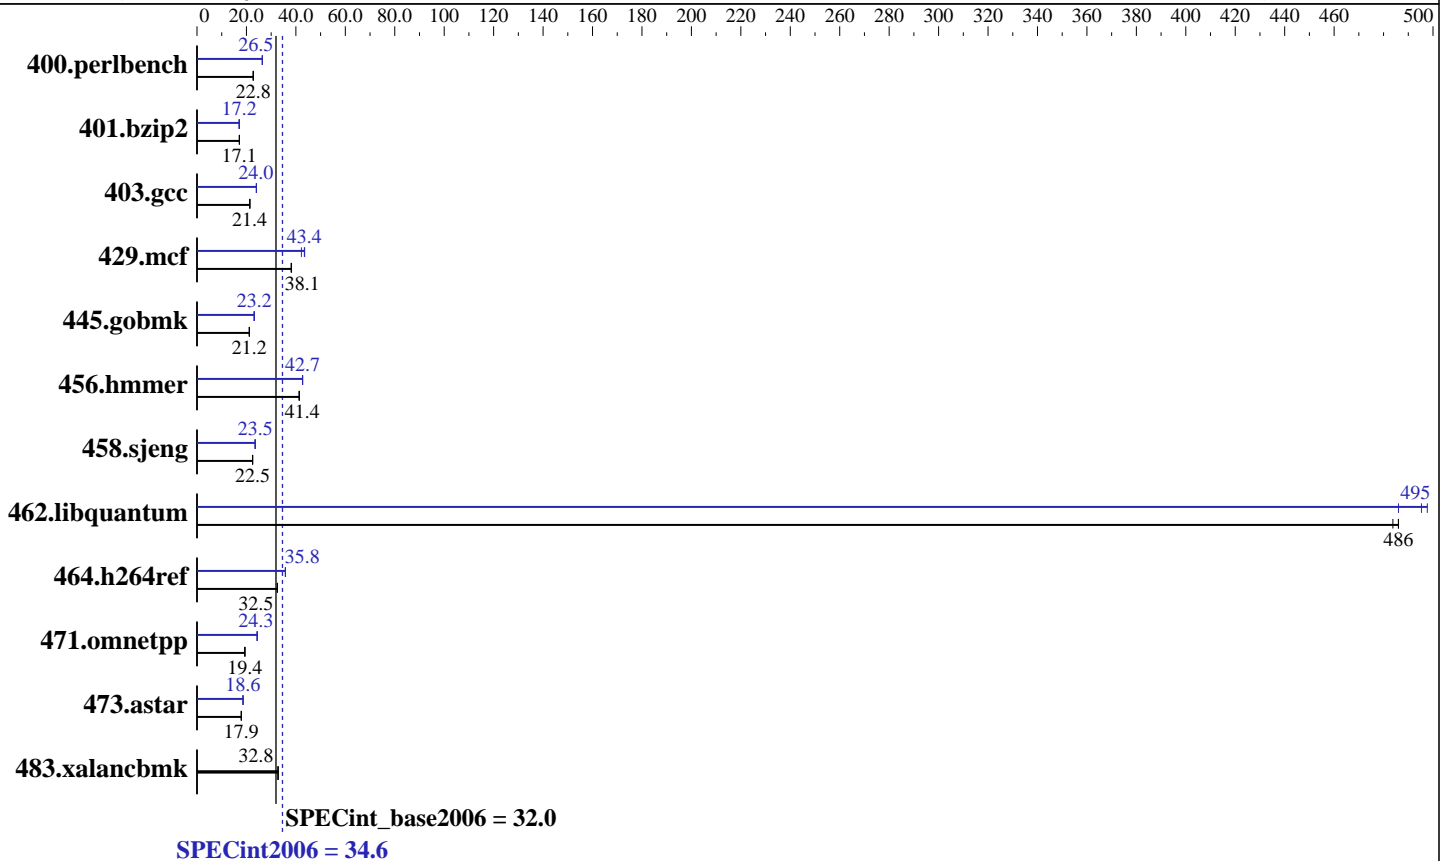 0 20.0 40.0 60.0 80.0 100 120 140 160 180 200 220 240 260 280 300 320 340 360 380 400 420 440 460 500
26.5
400.perlbench
22.8
17.2
401.bzip2
17.1
24.0
403.gcc
21.4
43.4
429.mcf
38.1
23.2
445.gobmk
21.2
42.7
456.hmmer
41.4
23.5
458.sjeng
22.5
495
462.libquantum
486
35.8
464.h264ref
32.5
24.3
471.omnetpp
19.4
18.6
473.astar
17.9
32.8
483.xalancbmk
SPECint_base2006 = 32.0
SPECint2006 = 34.6